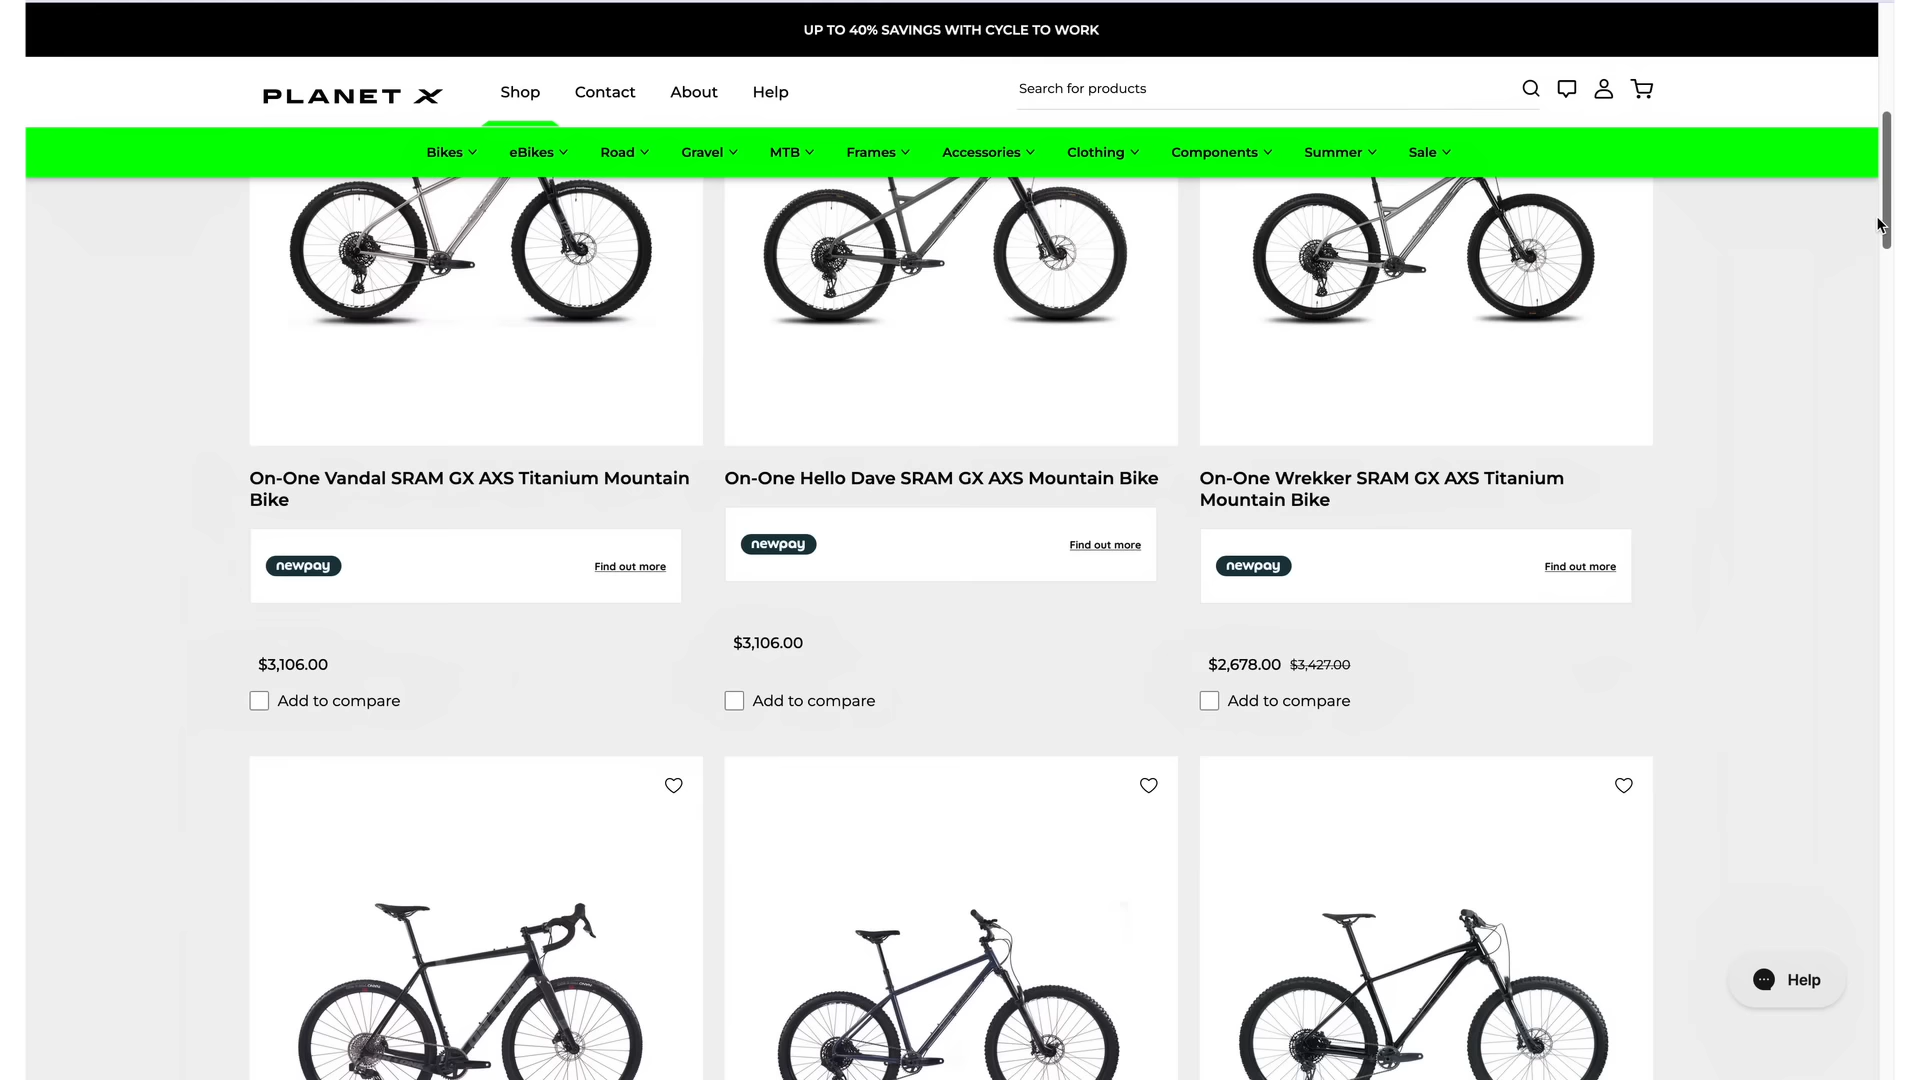 UP TO 40% SAVINGS WITH CYCLE TO WORK
PLANET X
Shop Contact About Help
Search for products
Bikes eBikes Road Gravel MTB Frames Accessories Clothing Components Summer Sale
On-One Vandal SRAM GX AXS Titanium Mountain
Bike
newpay Find out more
$3,106.00
Add to compare
On-One Hello Dave SRAM GX AXS Mountain Bike
newpay Find out more
$3,106.00
Add to compare
On-One Wrekker SRAM GX AXS Titanium
Mountain Bike
newpay Find out more
$2,678.00 $3,427.00
Add to compare
Help